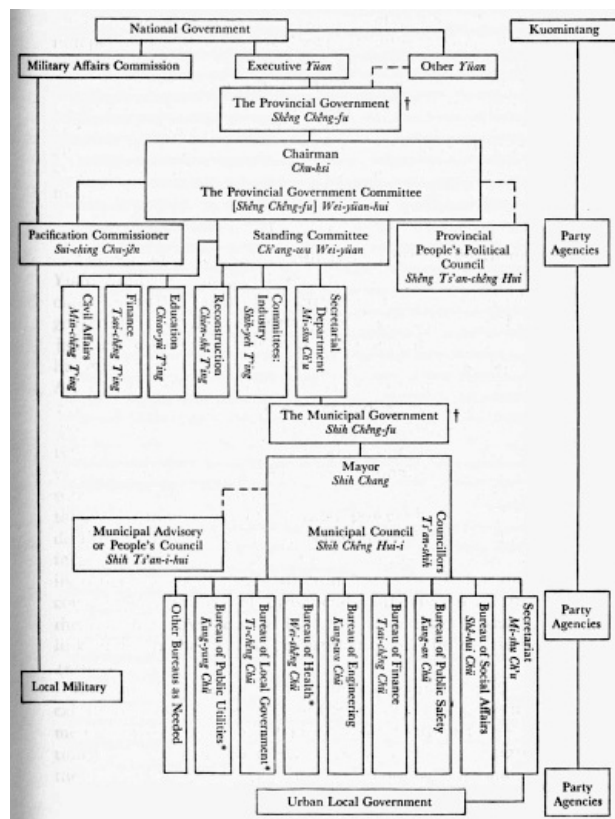 National Government
Kuomintang
Military Affairs Commission
Executive Yüan
Other Yüan
The Provincial Government †
Shêng Chêng-fu
Chairman
Chu-hsi
The Provincial Government Committee
[Shêng Chêng-fu] Wei-yüan-hui
Pacification Commissioner
Sui-ching Chu-jên
Standing Committee
Ch'ang-wu Wei-yüan
Provincial
People's Political
Council
Shêng Ts'an-chêng Hui
Party
Agencies
Civil Affairs
Min-chêng T'ing
Finance
Tsai-chêng T'ing
Education
Chiao-yü T'ing
Reconstruction
Chien-shê T'ing
Committees:
Industry
Shih-yeh T'ing
Secretarial
Department
Mi-shu Ch'u
The Municipal Government †
Shih Chêng-fu
Mayor
Shih Chang
Municipal Advisory
or People's Council
Shih Ts'an-i-hui
Municipal Council
Shih Chêng Hui-i
Councillors
Ts'an-shih
Other Bureaus as Needed
Bureau of Public
Utilities*
Kung-yung Chü
Bureau of Local
Government*
Ti-chêng Chü
Bureau of Health*
Wei-shêng Chü
Bureau of Engineering
Kung-wu Chü
Bureau of Finance
Tsai-chêng Chü
Bureau of Public Safety
Kung-an Chü
Bureau of Social Affairs
Shê-hui Chü
Secretariat
Mi-shu Ch'u
Party
Agencies
Local Military
Party
Agencies
Urban Local Government